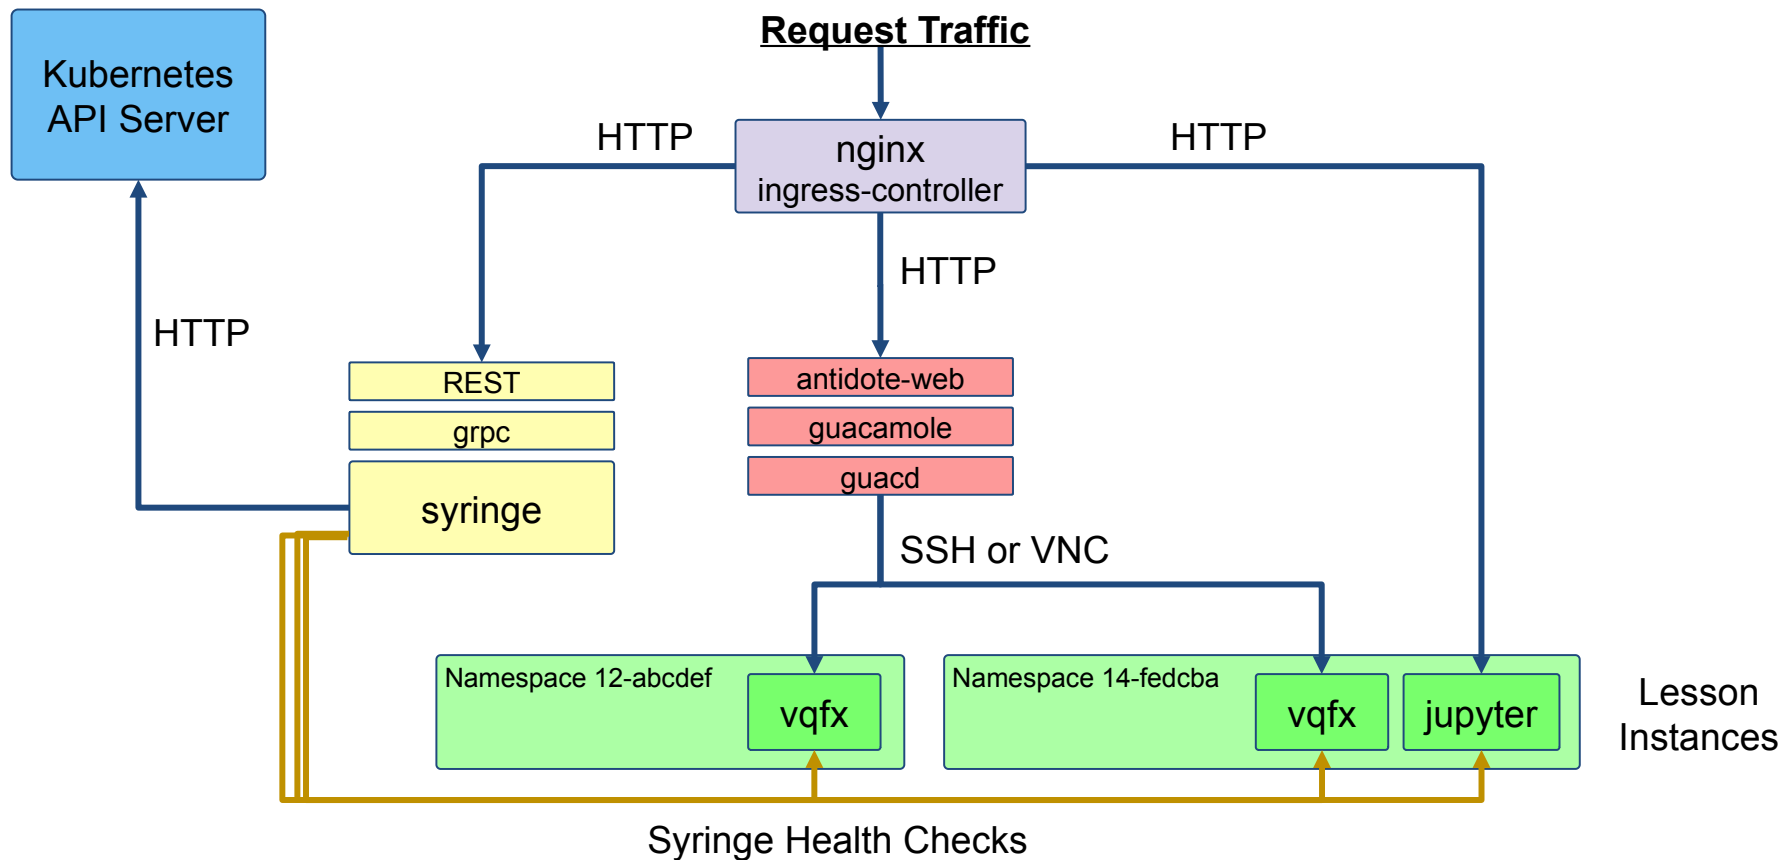 Request Traffic
Kubernetes
API Server
HTTP
HTTP
nginx
ingress-controller
HTTP
HTTP
REST
grpc
syringe
antidote-web
guacamole
guacd
SSH or VNC
Namespace 12-abcdef
vqfx
Namespace 14-fedcba
vqfx
jupyter
Lesson
Instances
Syringe Health Checks